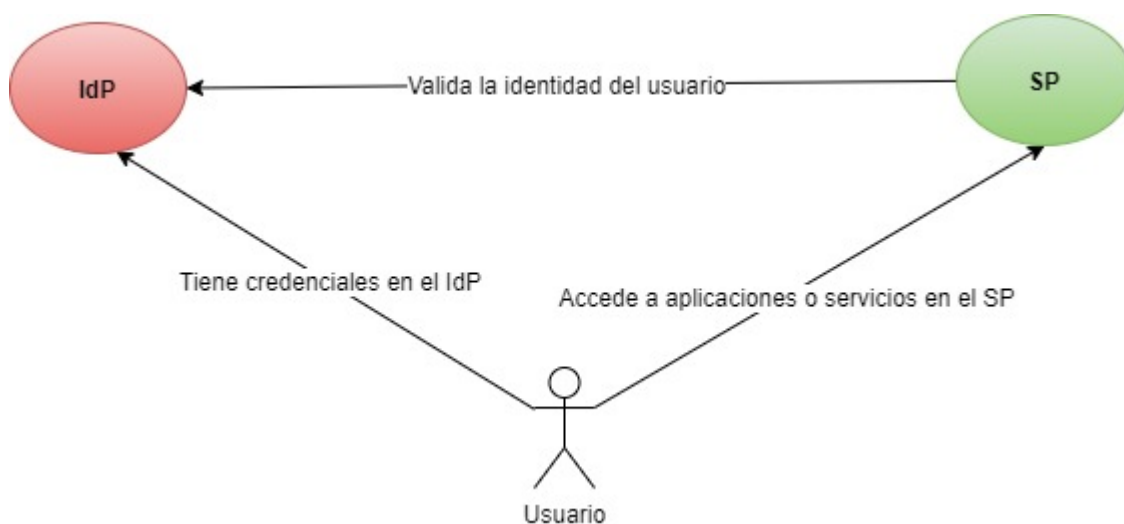 IdP
Valida la identidad del usuario
SP
Tiene credenciales en el IdP
Accede a aplicaciones o servicios en el SP
Usuario